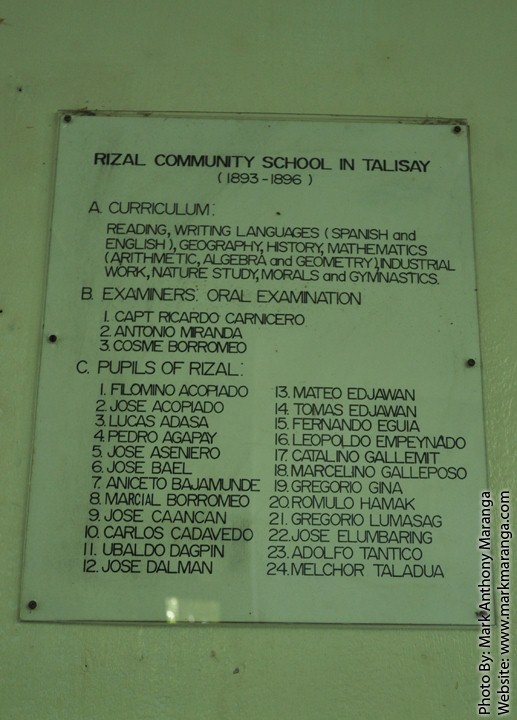 RIZAL COMMUNITY SCHOOL IN TALISAY
(1893-1896)
A. CURRICULUM:
READING, WRITING LANGUAGES (SPANISH and
ENGLISH), GEOGRAPHY, HISTORY, MATHEMATICS
(ARITHMETIC, ALGEBRA and GEOMETRY), INDUSTRIAL
WORK, NATURE STUDY, MORALS and GYMNASTICS.
B. EXAMINERS: ORAL EXAMINATION
1. CAPT RICARDO CARNICERO
2. ANTONIO MIRANDA
3. COSME BORROMEO
C. PUPILS OF RIZAL:
1. FILOMINO ACOPIADO
2. JOSE ACOPIADO
3. LUCAS ADASA
4. PEDRO AGAPAY
5. JOSE ASENIERO
6. JOSE BAEL
7. ANICETO BAJAMUNDE
8. MARCIAL BORROMEO
9. JOSE CAANCAN
10. CARLOS CADAVEDO
11. UBALDO DAGPIN
12. JOSE DALMAN
13. MATEO EDJAWAN
14. TOMAS EDJAWAN
15. FERNANDO EGUIA
16. LEOPOLDO EMPEYNADO
17. CATALINO GALLEMIT
18. MARCELINO GALLEPOSO
19. GREGORIO GINA
20. ROMULO HAMAK
21. GREGORIO LUMASAG
22. JOSE ELUMBARING
23. ADOLFO TANTICO
24. MELCHOR TALADUA
Photo By: Mark Anthony Maranga
Website: www.markmaranga.com